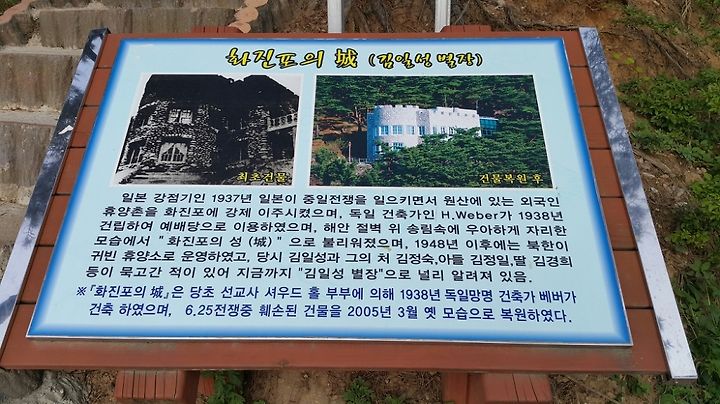 화진포의 城 (김일성 별장)
최초건물
건물복원 후
일본 강점기인 1937년 일본이 중일전쟁을 일으키면서 원산에 있는 외국인
휴양촌을 화진포에 강제 이주시켰으며, 독일 건축가인 H.Weber가 1938년
건립하여 예배당으로 이용하였으며, 해안 절벽 위 송림속에 우아하게 자리한
모습에서 "화진포의 성 (城)" 으로 불리워졌으며, 1948년 이후에는 북한이
귀빈 휴양소로 운영하였고, 당시 김일성과 그의 처 김정숙,아들 김정일,딸 김경희
등이 묵고간 적이 있어 지금까지 "김일성 별장"으로 널리 알려져 있음.
※『화진포의 城』은 당초 선교사 셔우드 홀 부부에 의해 1938년 독일망명 건축가 베버가
건축 하였으며, 6.25전쟁중 훼손된 건물을 2005년 3월 옛 모습으로 복원하였다.